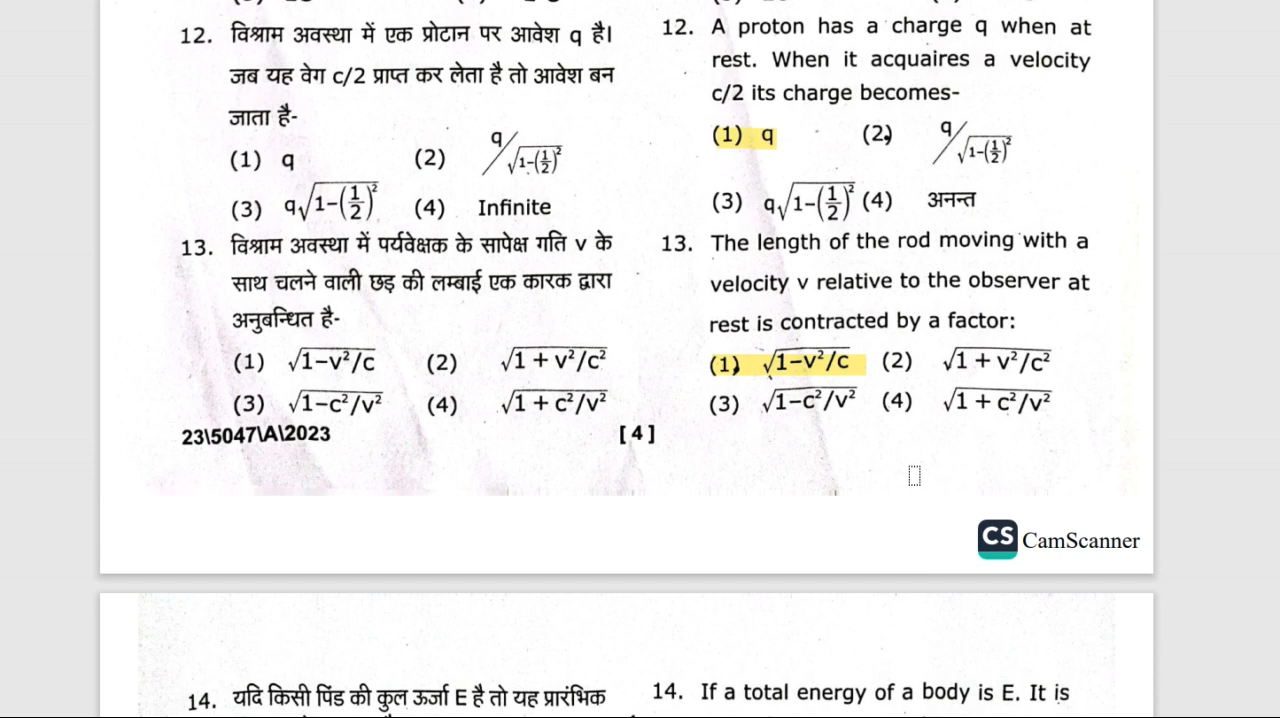 12. विश्राम अवस्था में एक प्रोटान पर आवेश q है।
जब यह वेग c/2 प्राप्त कर लेता है तो आवेश बन
जाता है-
(1) q (2) q/√1-(1/2)²
(3) q√1-(1/2)² (4) Infinite
13. विश्राम अवस्था में पर्यवेक्षक के सापेक्ष गति v के
साथ चलने वाली छड़ की लम्बाई एक कारक द्वारा
अनुबन्धित है-
(1) √1-v²/c (2) √1 + v²/c²
(3) √1-c²/v² (4) √1 + c²/v²
23\5047\A\2023 [ 4 ]
12. A proton has a charge q when at
rest. When it acquaires a velocity
c/2 its charge becomes-
(1) q (2) q/√1-(1/2)²
(3) q√1-(1/2)² (4) अनन्त
13. The length of the rod moving with a
velocity v relative to the observer at
rest is contracted by a factor:
(1) √1-v²/c (2) √1 + v²/c²
(3) √1-c²/v² (4) √1 + c²/v²
CS CamScanner
14. यदि किसी पिंड की कुल ऊर्जा E है तो यह प्रारंभिक
14. If a total energy of a body is E. It is